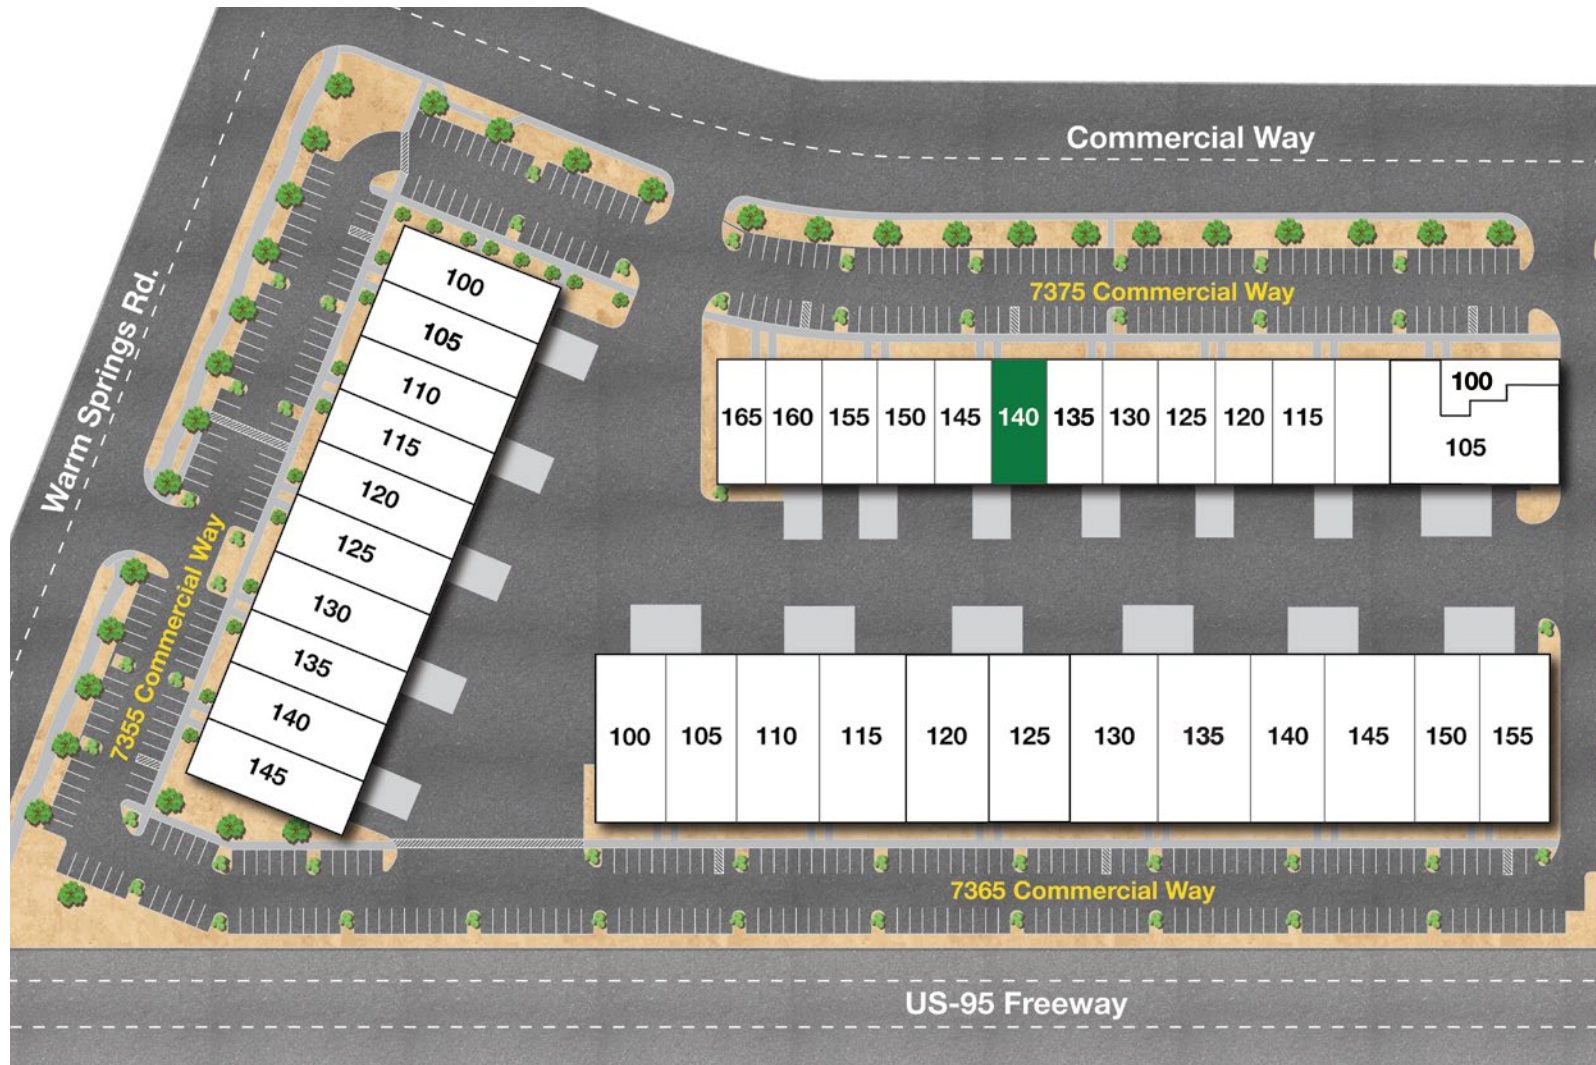 Commercial Way
Warm Springs Rd.
7375 Commercial Way
165 160 155 150 145 140 135 130 125 120 115 100
105
7355 Commercial Way
100
105
110
115
120
125
130
135
140
145
100 105 110 115 120 125 130 135 140 145 150 155
7365 Commercial Way
US-95 Freeway